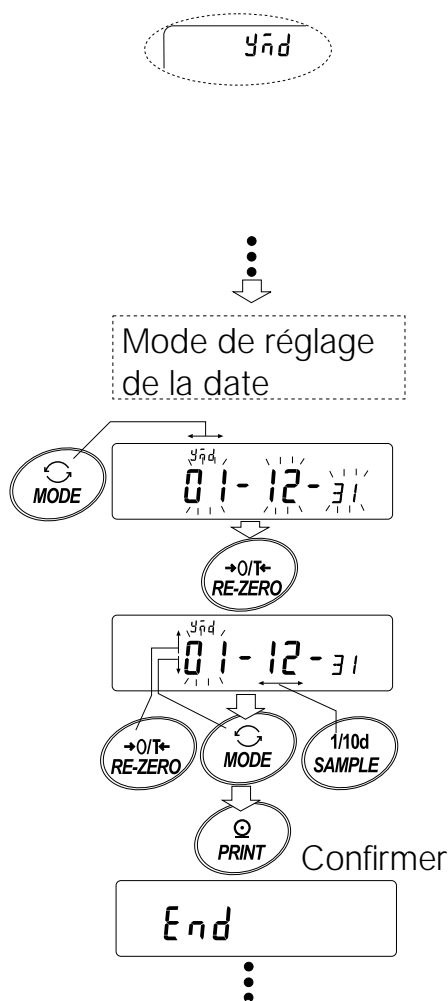 ymd
Mode de réglage
de la date
ymd
01-12-31
MODE
→0/T←
RE-ZERO
ymd
01-12-31
→0/T←
RE-ZERO
MODE
1/10d
SAMPLE
PRINT
Confirmer
End